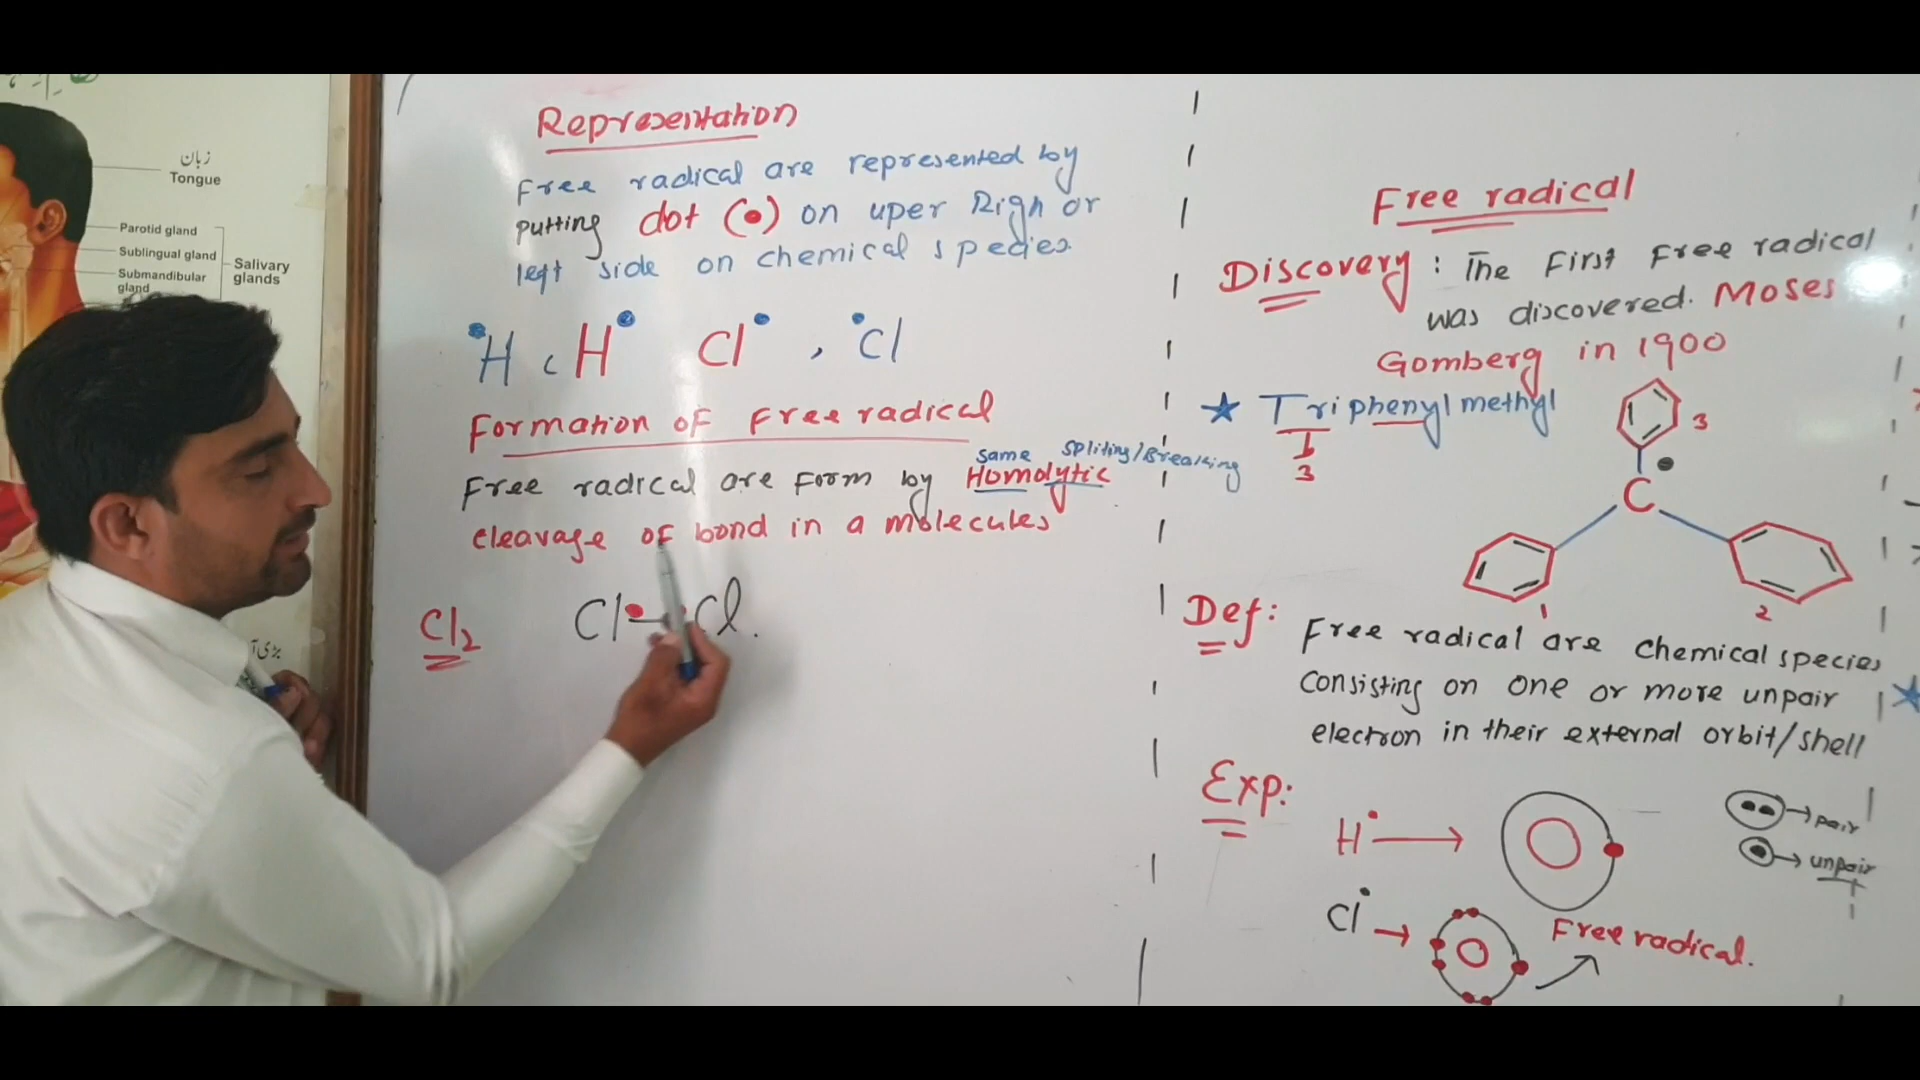 زبان
Tongue
Parotid gland
Sublingual gland
Submandibular
gland
Salivary
glands
Representation
Free radical are represented by
putting dot (•) on uper Righ or
left side on chemical species.
•H , H• Cl• , •Cl
Formation of Free radical
same spliting/Breaking
Free radical are form by Homolytic
cleavage of bond in a molecules
Cl2 Cl•–•Cl.
Free radical
Discovery: The First Free radical
was discovered. Moses
Gomberg in 1900
★ Triphenylmethyl
3
3
C•
1
2
Def: Free radical are chemical species
consisting on one or more unpair
electron in their external orbit/shell
Exp:
H• →
→ pair
→ unpair
Cl• →
Free radical.